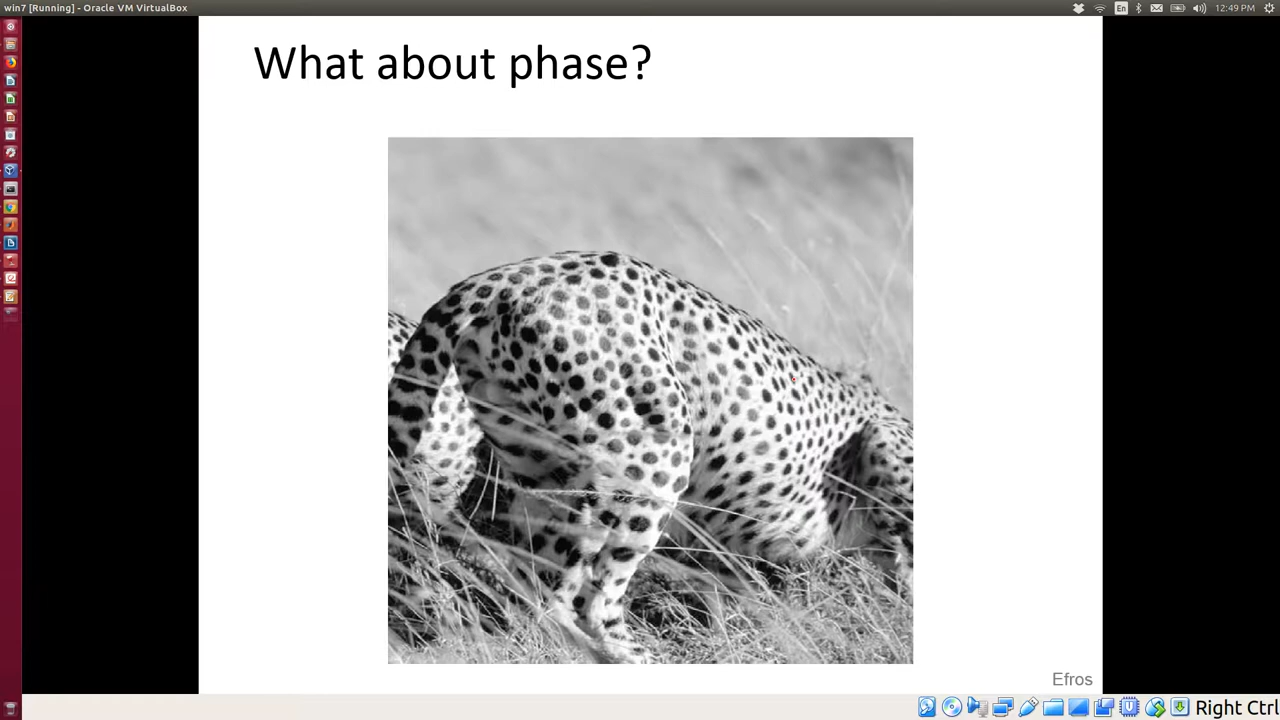 win7 [Running] - Oracle VM VirtualBox
En
12:49 PM
What about phase?
Efros
Right Ctrl